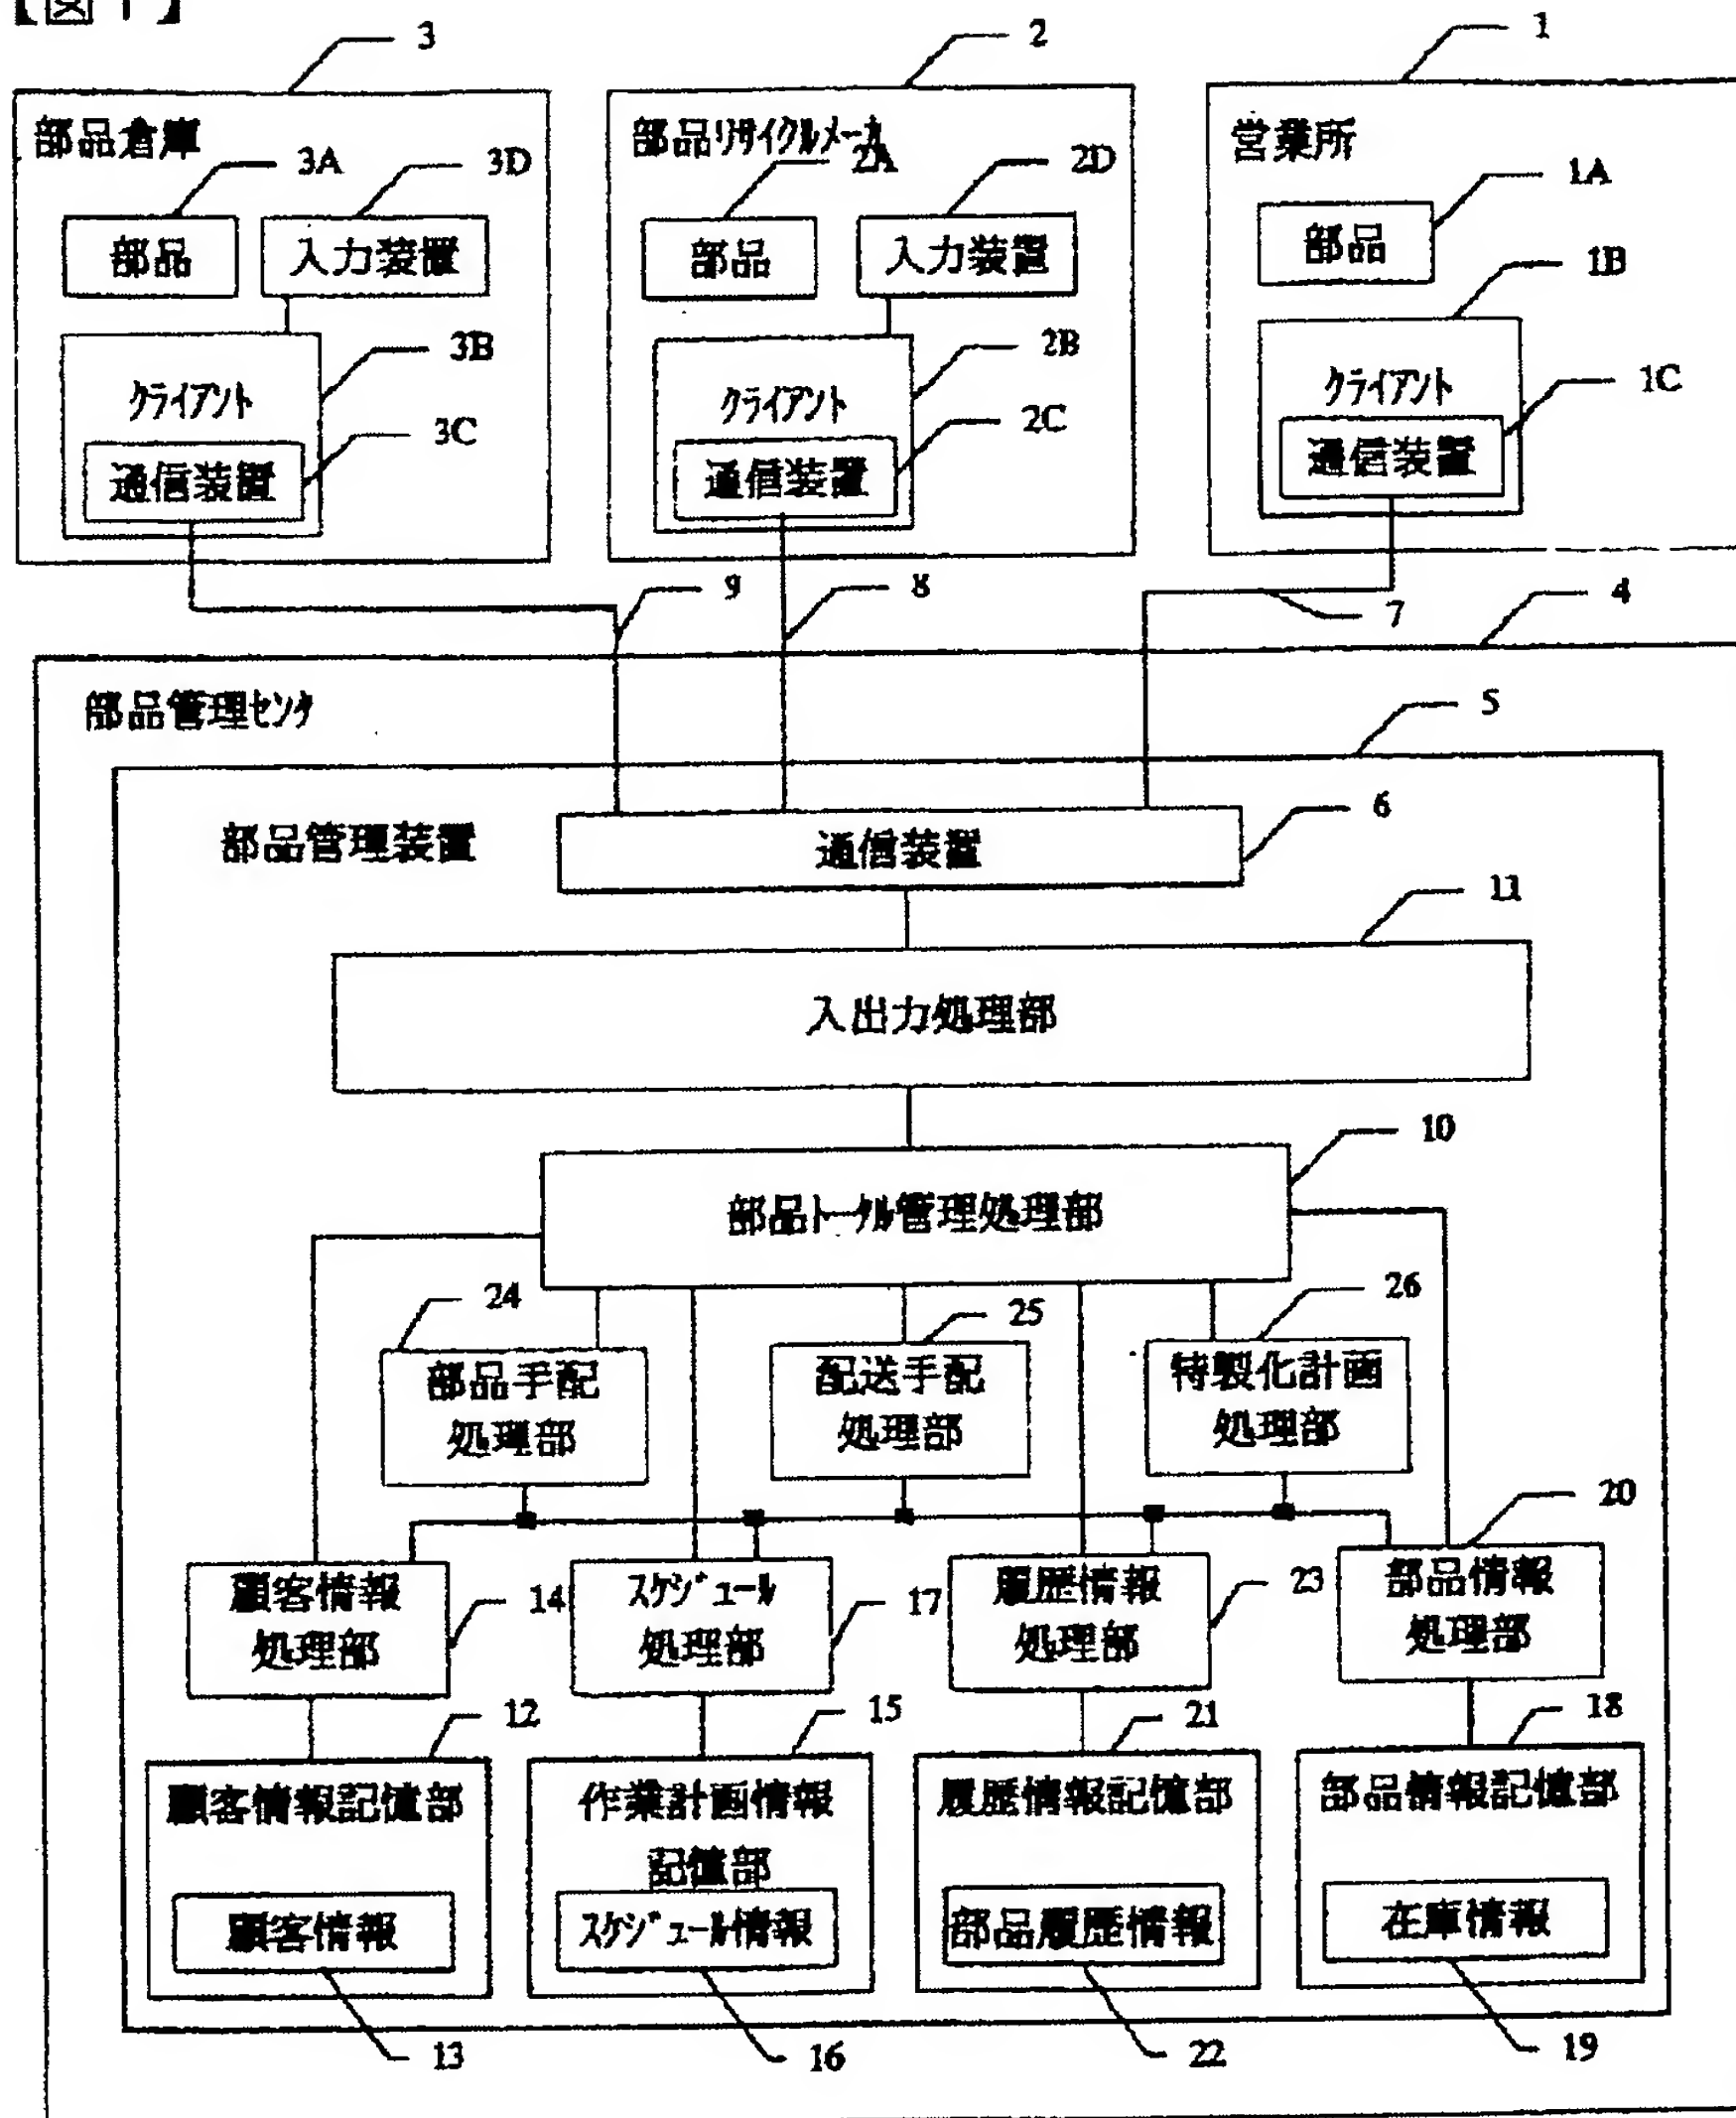 【図1】
3
2
1
部品倉庫
部品リサイクルメーカ
営業所
3A
3D
2A
2D
1A
部品
入力装置
部品
入力装置
部品
1B
3B
2B
クライアント
クライアント
クライアント
1C
3C
2C
通信装置
通信装置
通信装置
9
8
7
4
部品管理センタ
5
部品管理装置
通信装置
6
11
入出力処理部
10
部品トータル管理処理部
24
25
26
部品手配
処理部
配送手配
処理部
特製化計画
処理部
20
顧客情報
処理部
14
スケジュール
処理部
17
履歴情報
処理部
23
部品情報
処理部
12
15
21
18
顧客情報記憶部
作業計画情報
記憶部
履歴情報記憶部
部品情報記憶部
顧客情報
スケジュール情報
部品履歴情報
在庫情報
13
16
22
19